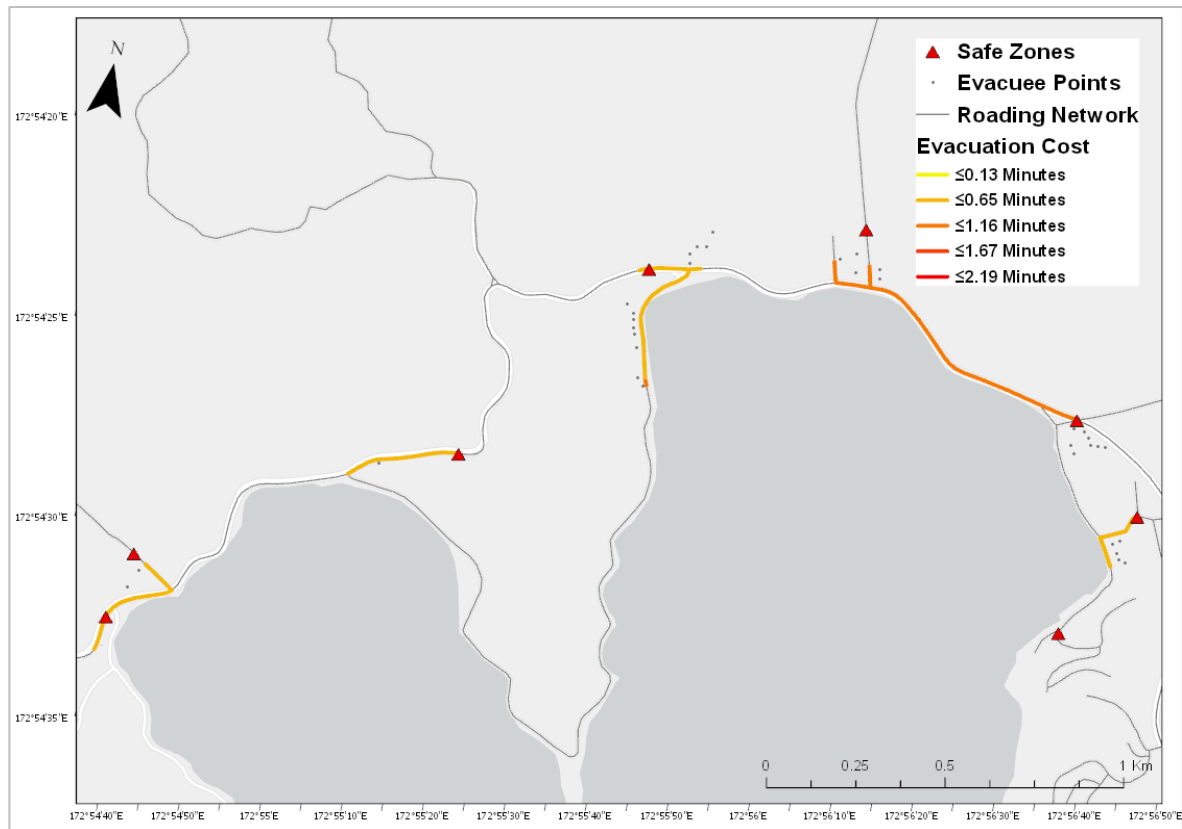 N
Safe Zones
Evacuee Points
Roading Network
Evacuation Cost
≤0.13 Minutes
≤0.65 Minutes
≤1.16 Minutes
≤1.67 Minutes
≤2.19 Minutes
172°54'20"E
172°54'25"E
172°54'30"E
172°54'35"E
0 0.25 0.5 1 Km
172°54'40"E 172°54'50"E 172°55'E 172°55'10"E 172°55'20"E 172°55'30"E 172°55'40"E 172°55'50"E 172°56'E 172°56'10"E 172°56'20"E 172°56'30"E 172°56'40"E 172°56'50"E